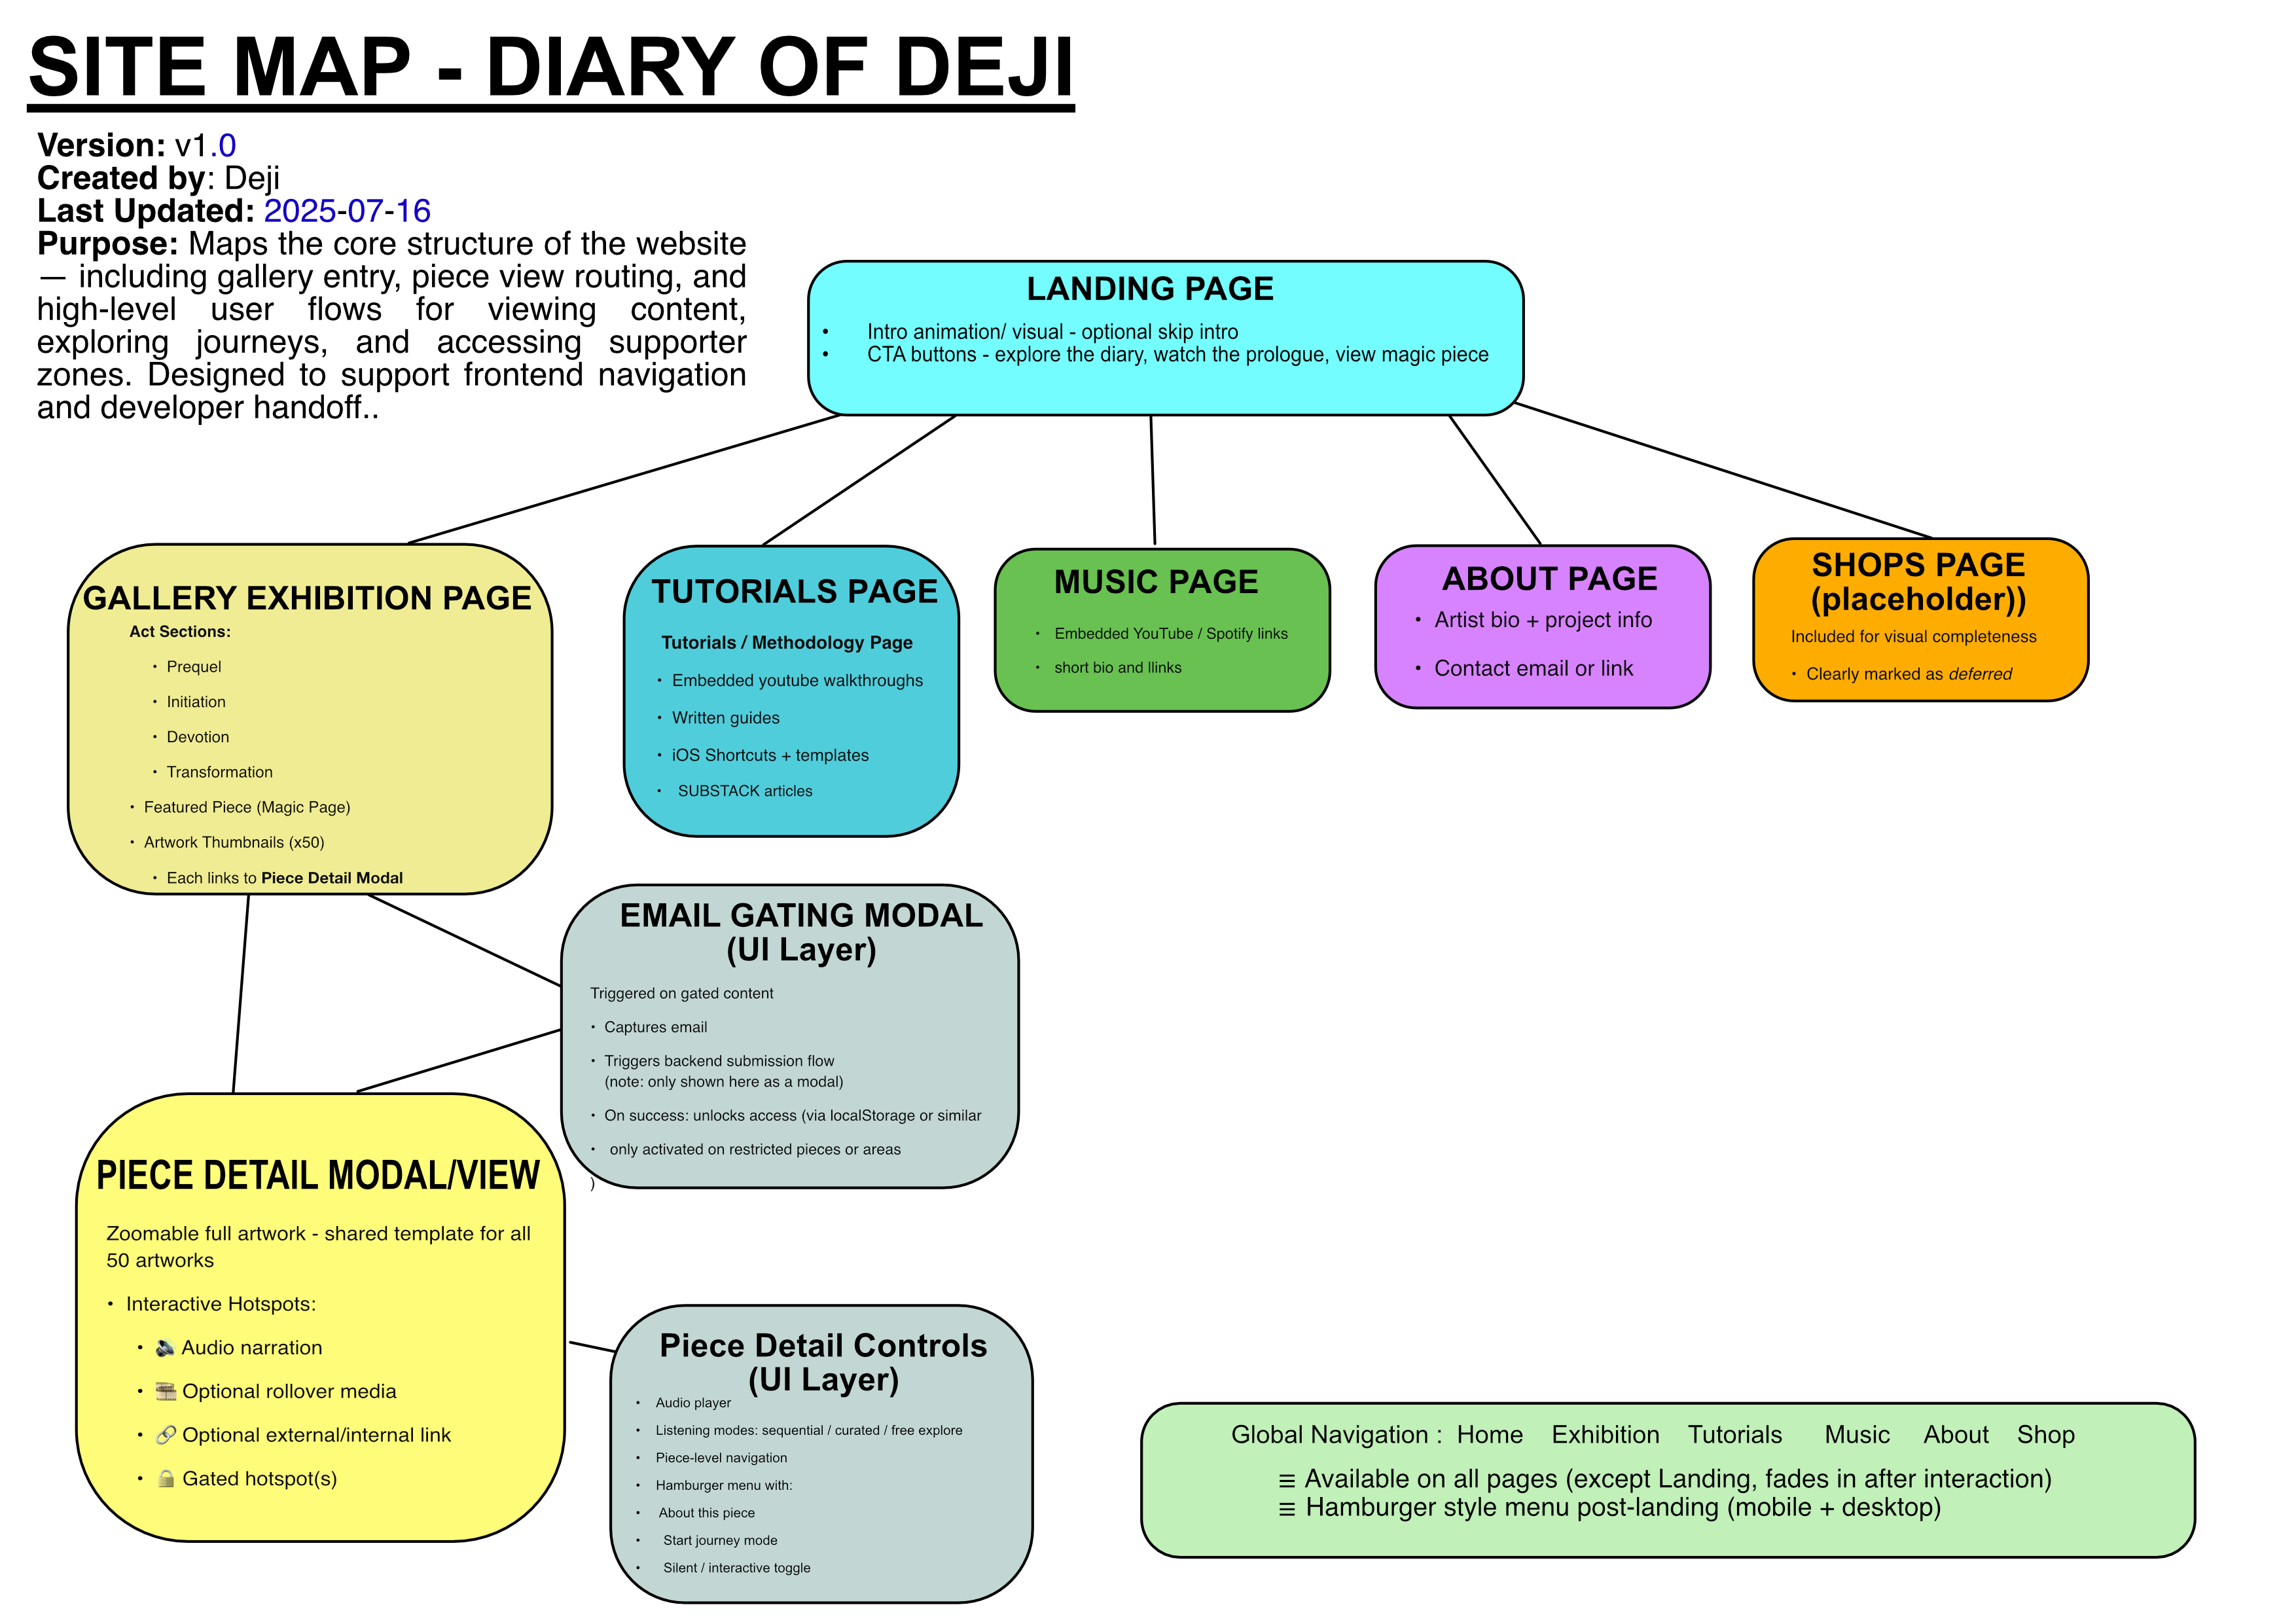 SITE MAP - DIARY OF DEJI
Version: v1.0
Created by: Deji
Last Updated: 2025-07-16
Purpose: Maps the core structure of the website
— including gallery entry, piece view routing, and
high-level user flows for viewing content,
exploring journeys, and accessing supporter
zones. Designed to support frontend navigation
and developer handoff..
LANDING PAGE
• Intro animation/ visual - optional skip intro
• CTA buttons - explore the diary, watch the prologue, view magic piece
GALLERY EXHIBITION PAGE
Act Sections:
• Prequel
• Initiation
• Devotion
• Transformation
• Featured Piece (Magic Page)
• Artwork Thumbnails (x50)
• Each links to Piece Detail Modal
TUTORIALS PAGE
Tutorials / Methodology Page
• Embedded youtube walkthroughs
• Written guides
• iOS Shortcuts + templates
• SUBSTACK articles
MUSIC PAGE
• Embedded YouTube / Spotify links
• short bio and llinks
ABOUT PAGE
• Artist bio + project info
• Contact email or link
SHOPS PAGE
(placeholder))
Included for visual completeness
• Clearly marked as deferred
EMAIL GATING MODAL
(UI Layer)
Triggered on gated content
• Captures email
• Triggers backend submission flow
(note: only shown here as a modal)
• On success: unlocks access (via localStorage or similar
• only activated on restricted pieces or areas
)
PIECE DETAIL MODAL/VIEW
Zoomable full artwork - shared template for all
50 artworks
• Interactive Hotspots:
• 🔊 Audio narration
• Optional rollover media
• 🔗 Optional external/internal link
• 🔒 Gated hotspot(s)
Piece Detail Controls
(UI Layer)
• Audio player
• Listening modes: sequential / curated / free explore
• Piece-level navigation
• Hamburger menu with:
• About this piece
• Start journey mode
• Silent / interactive toggle
Global Navigation : Home Exhibition Tutorials Music About Shop
≡ Available on all pages (except Landing, fades in after interaction)
≡ Hamburger style menu post-landing (mobile + desktop)